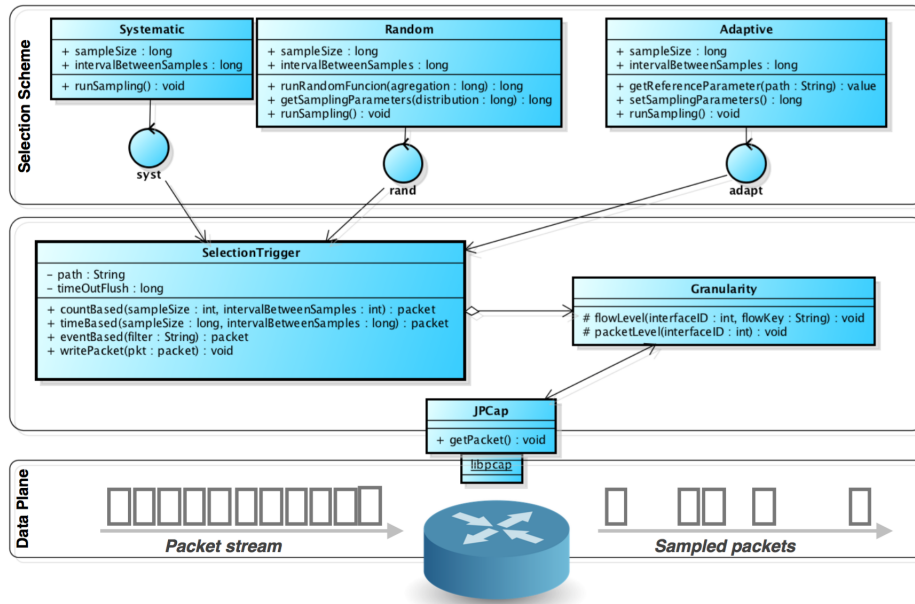 Selection Scheme
Systematic
+ sampleSize : long
+ intervalBetweenSamples : long
+ runSampling() : void
syst
Random
+ sampleSize : long
+ intervalBetweenSamples : long
+ runRandomFuncion(agregation : long) : long
+ getSamplingParameters(distribution : long) : long
+ runSampling() : void
rand
Adaptive
+ sampleSize : long
+ intervalBetweenSamples : long
+ getReferenceParameter(path : String) : value
+ setSamplingParameters() : long
+ runSampling() : void
adapt
SelectionTrigger
– path : String
– timeOutFlush : long
+ countBased(sampleSize : int, intervalBetweenSamples : int) : packet
+ timeBased(sampleSize : long, intervalBetweenSamples : long) : packet
+ eventBased(filter : String) : packet
+ writePacket(pkt : packet) : void
Granularity
# flowLevel(interfaceID : int, flowKey : String) : void
# packetLevel(interfaceID : int) : void
JPCap
+ getPacket() : void
libpcap
Data Plane
Packet stream
Sampled packets